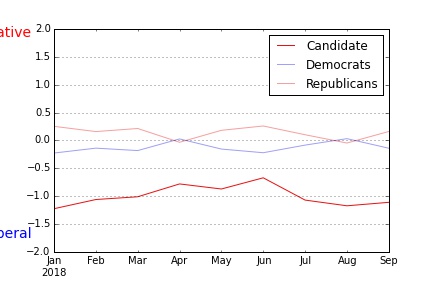 ative
2.0
1.5
1.0
0.5
0.0
−0.5
−1.0
−1.5
−2.0
peral
Candidate
Democrats
Republicans
Jan Feb Mar Apr May Jun Jul Aug Sep
2018